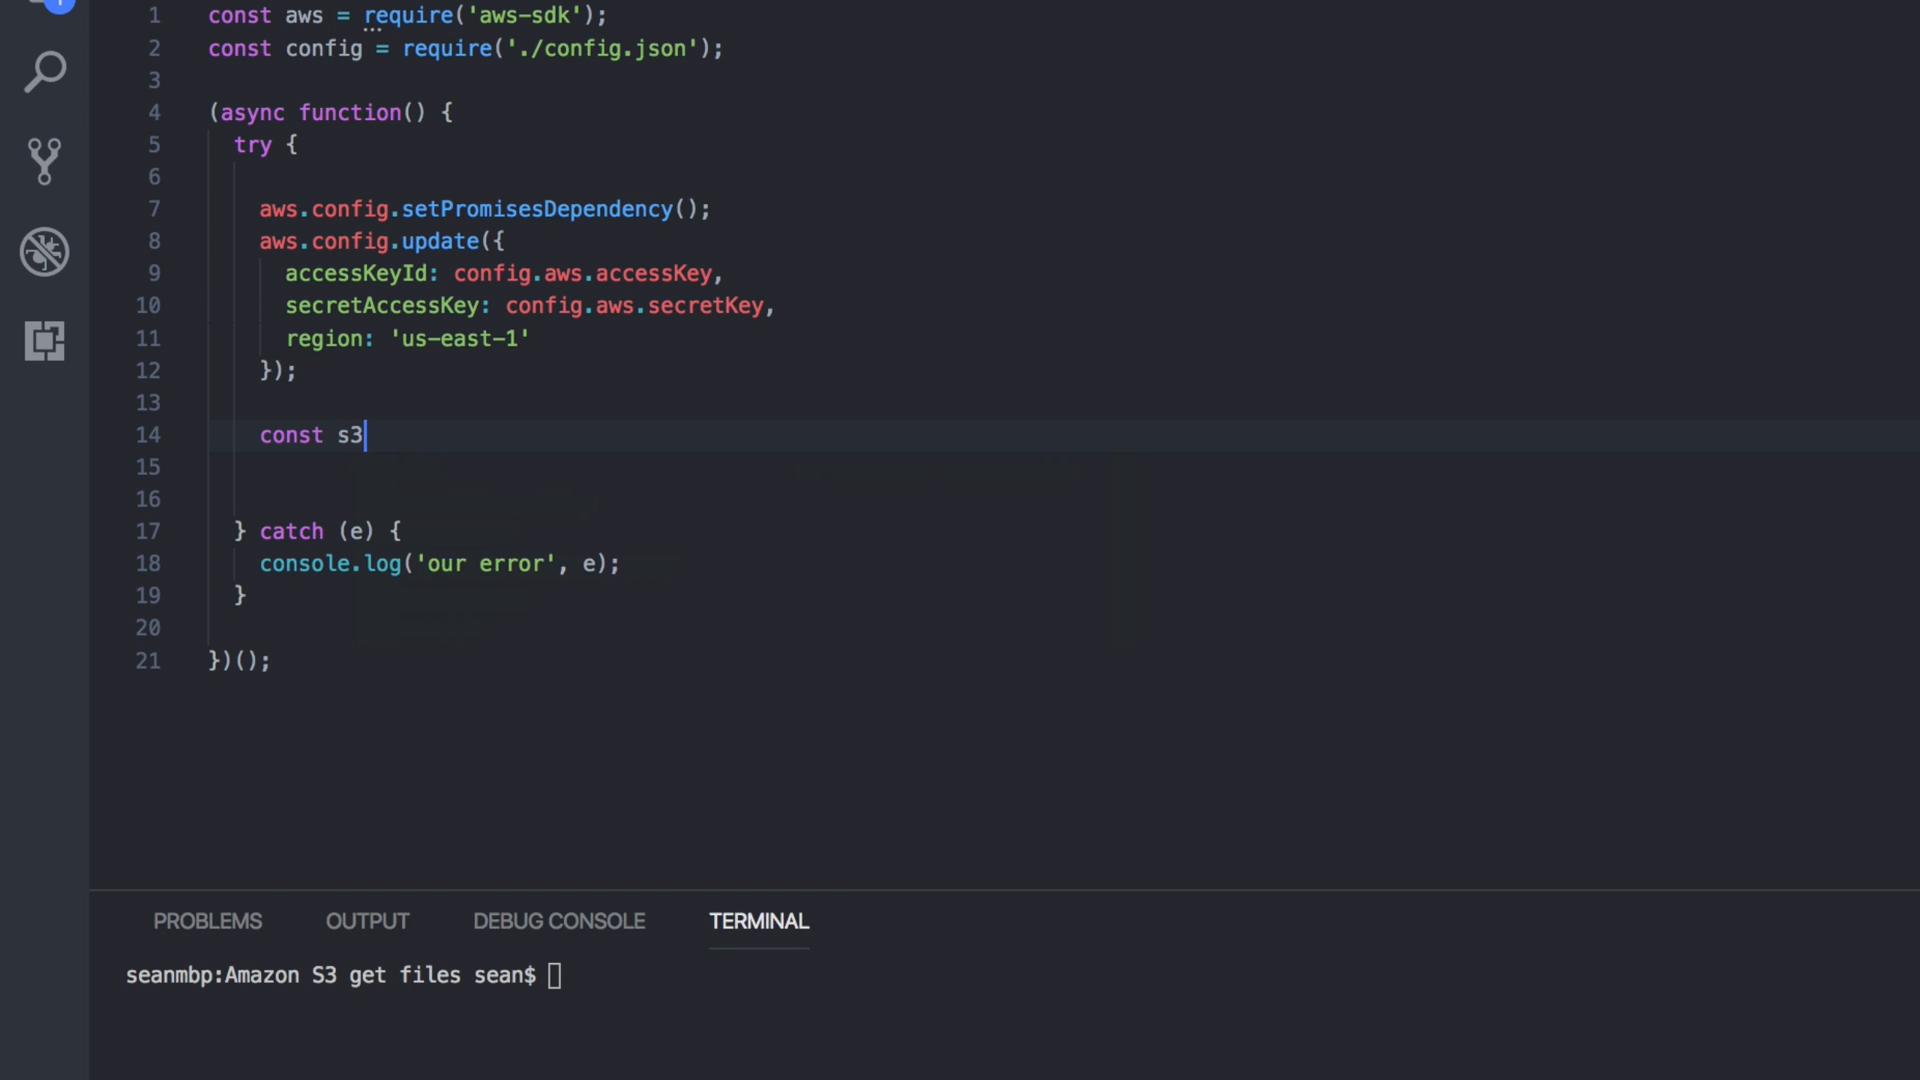 1 const aws = require('aws-sdk');
2 const config = require('./config.json');
3
4 (async function() {
5 try {
6
7 aws.config.setPromisesDependency();
8 aws.config.update({
9 accessKeyId: config.aws.accessKey,
10 secretAccessKey: config.aws.secretKey,
11 region: 'us-east-1'
12 });
13
14 const s3
15
16
17 } catch (e) {
18 console.log('our error', e);
19 }
20
21 })();
PROBLEMS OUTPUT DEBUG CONSOLE TERMINAL
seanmbp:Amazon S3 get files sean$